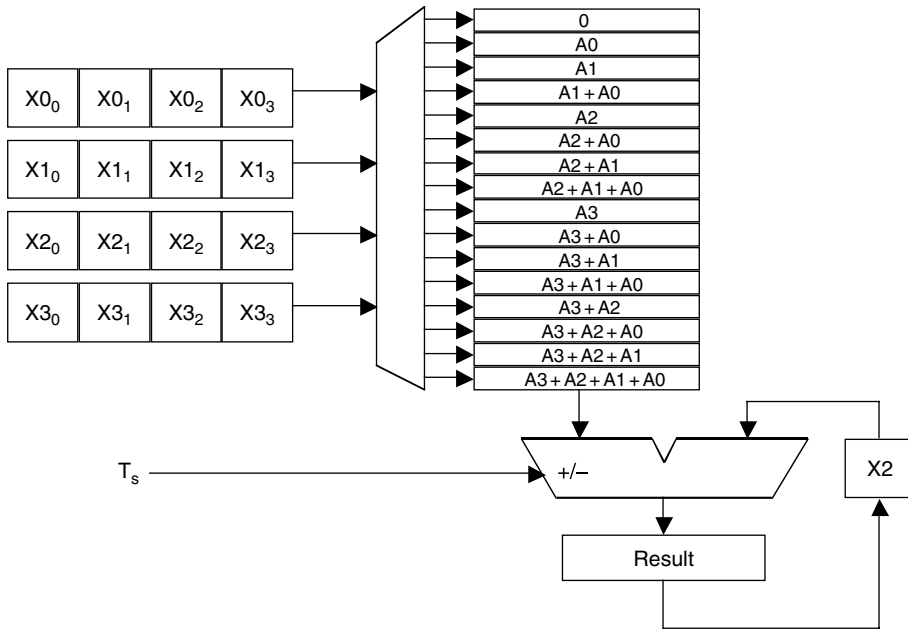 0
A0
A1
A1 + A0
A2
A2 + A0
A2 + A1
A2 + A1 + A0
A3
A3 + A0
A3 + A1
A3 + A1 + A0
A3 + A2
A3 + A2 + A0
A3 + A2 + A1
A3 + A2 + A1 + A0
X0₀ X0₁ X0₂ X0₃
X1₀ X1₁ X1₂ X1₃
X2₀ X2₁ X2₂ X2₃
X3₀ X3₁ X3₂ X3₃
Tₛ
+/–
X2
Result